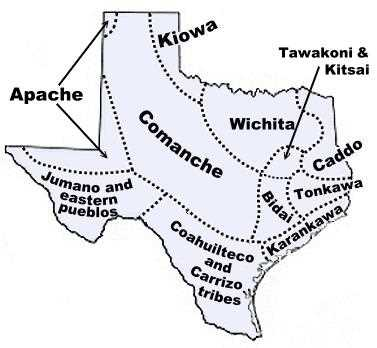 Kiowa
Tawakoni &
Kitsai
Apache
Wichita
Comanche
Caddo
Jumano and
eastern
pueblos
Bidai
Tonkawa
Karankawa
Coahuilteco
and
Carrizo
tribes